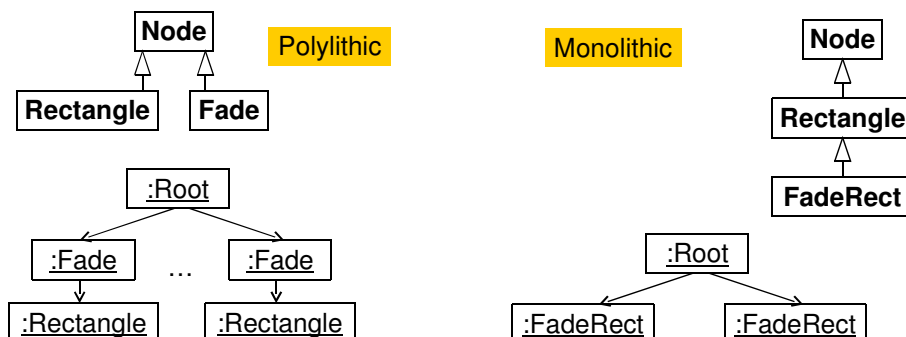 Node
Polylithic
Rectangle
Fade
:Root
:Fade
...
:Fade
:Rectangle
:Rectangle
Monolithic
Node
Rectangle
FadeRect
:Root
:FadeRect
:FadeRect